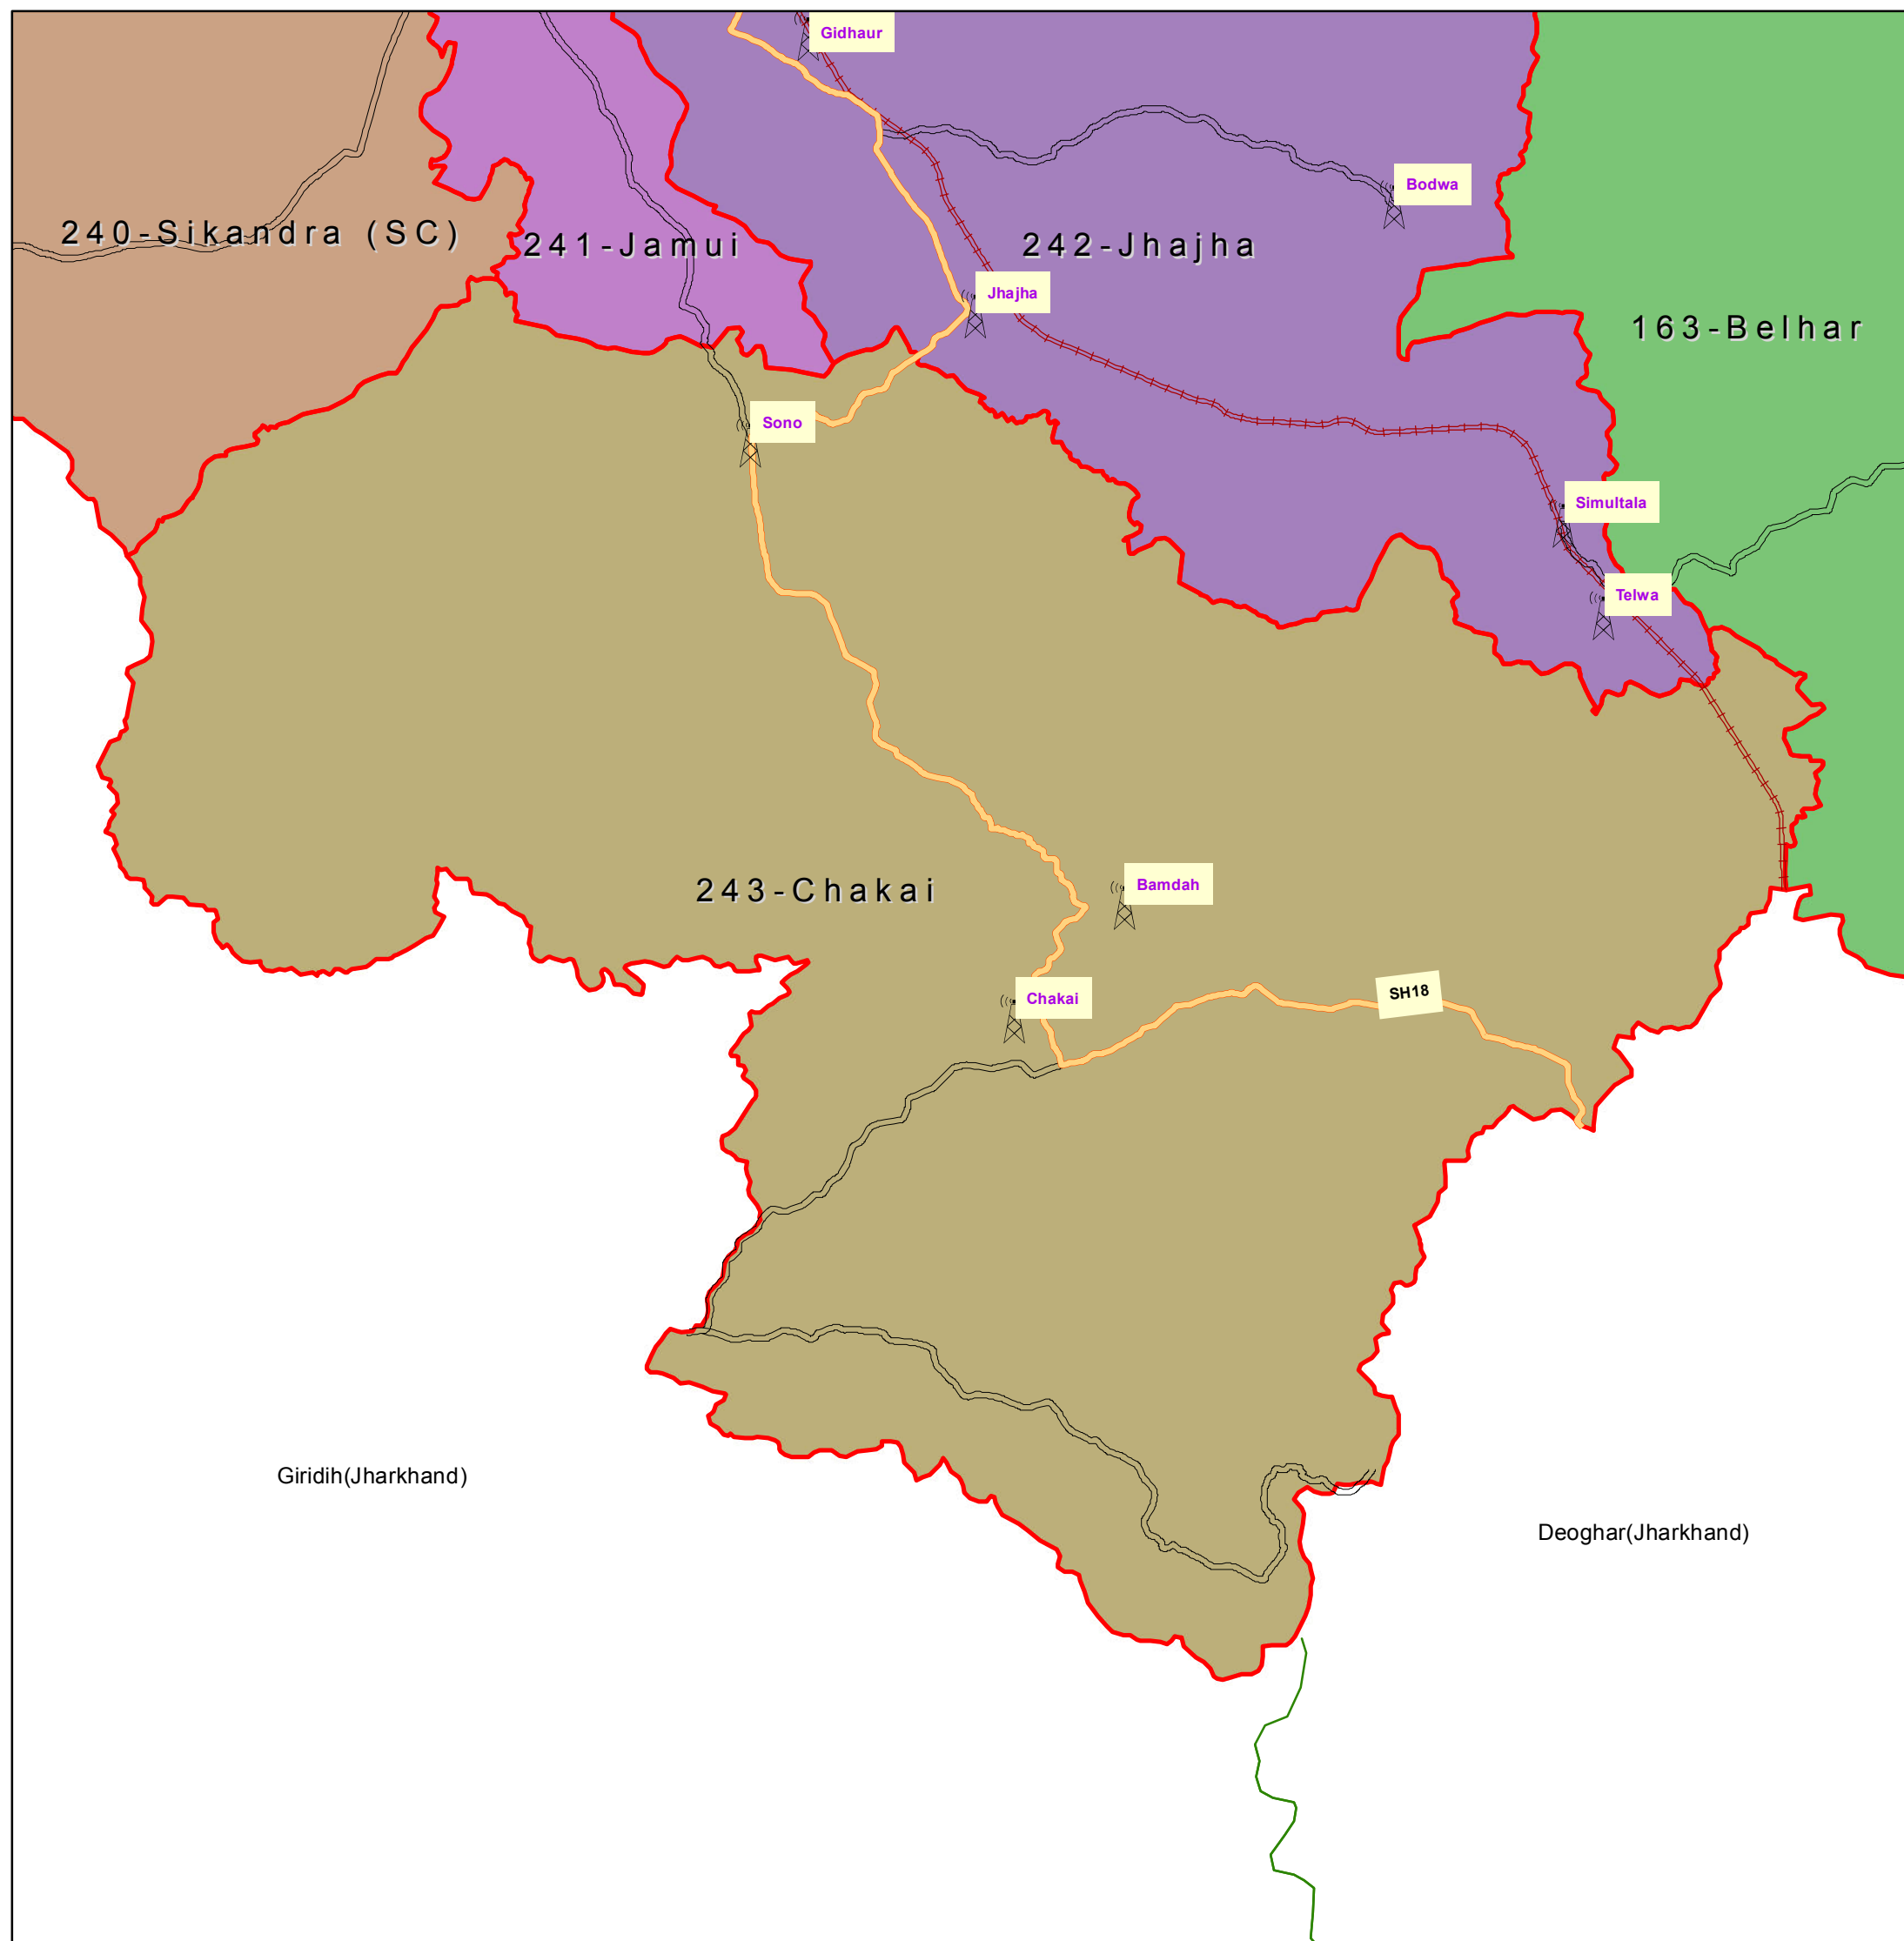 Gidhaur
Bodwa
240-Sikandra (SC)
241-Jamui
242-Jhajha
Jhajha
163-Belhar
Sono
Simultala
Telwa
243-Chakai
Bamdah
Chakai
SH18
Giridih(Jharkhand)
Deoghar(Jharkhand)